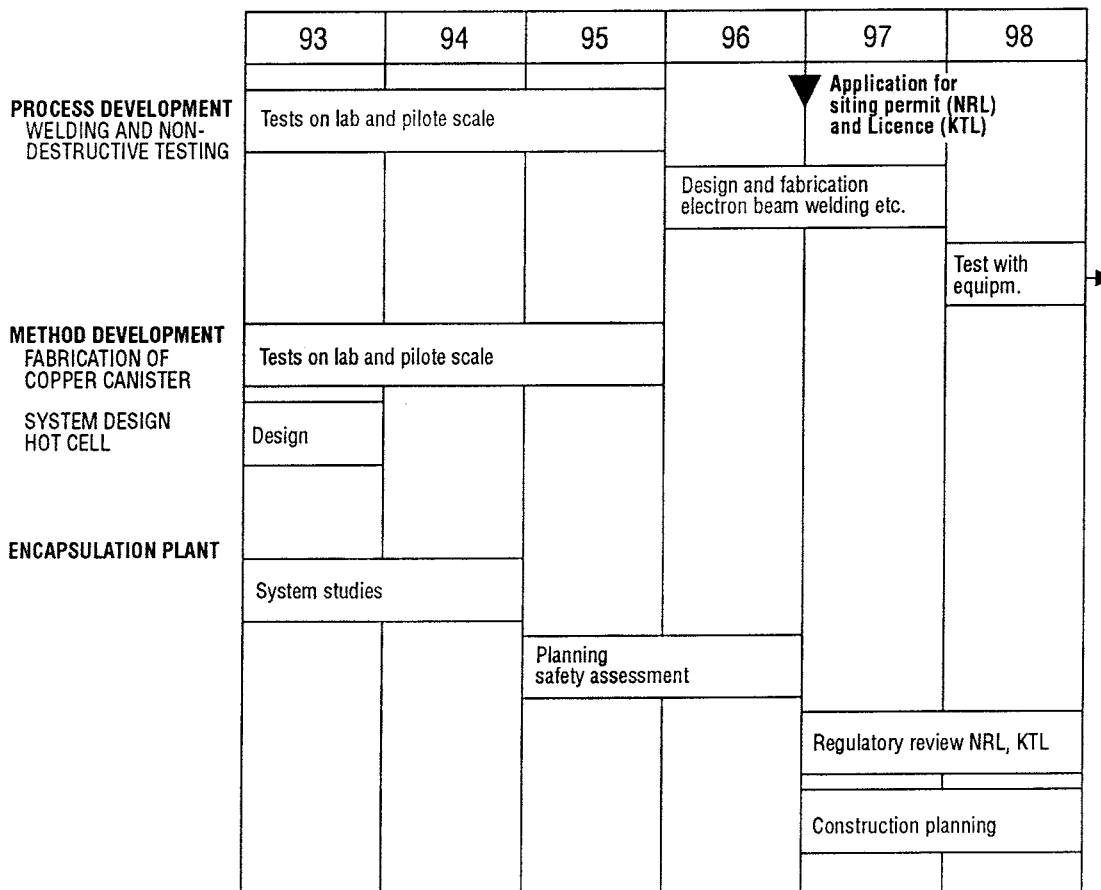 93 94 95 96 97 98
Application for
siting permit (NRL)
and Licence (KTL)
PROCESS DEVELOPMENT
WELDING AND NON-
DESTRUCTIVE TESTING
Tests on lab and pilote scale
Design and fabrication
electron beam welding etc.
Test with
equipm.
METHOD DEVELOPMENT
FABRICATION OF
COPPER CANISTER
Tests on lab and pilote scale
SYSTEM DESIGN
HOT CELL
Design
ENCAPSULATION PLANT
System studies
Planning
safety assessment
Regulatory review NRL, KTL
Construction planning